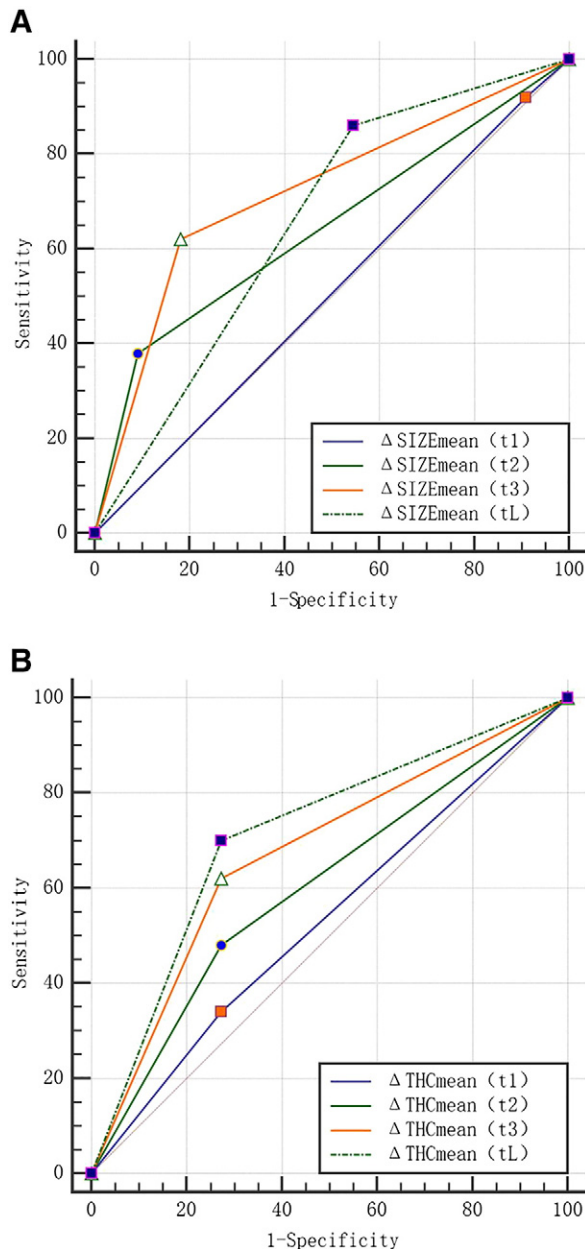 A
100
80
60
40
20
0
Sensitivity
0 20 40 60 80 100
1-Specificity
ΔSIZEmean (t1)
ΔSIZEmean (t2)
ΔSIZEmean (t3)
ΔSIZEmean (tL)
B
100
80
60
40
20
0
Sensitivity
0 20 40 60 80 100
1-Specificity
ΔTHCmean (t1)
ΔTHCmean (t2)
ΔTHCmean (t3)
ΔTHCmean (tL)